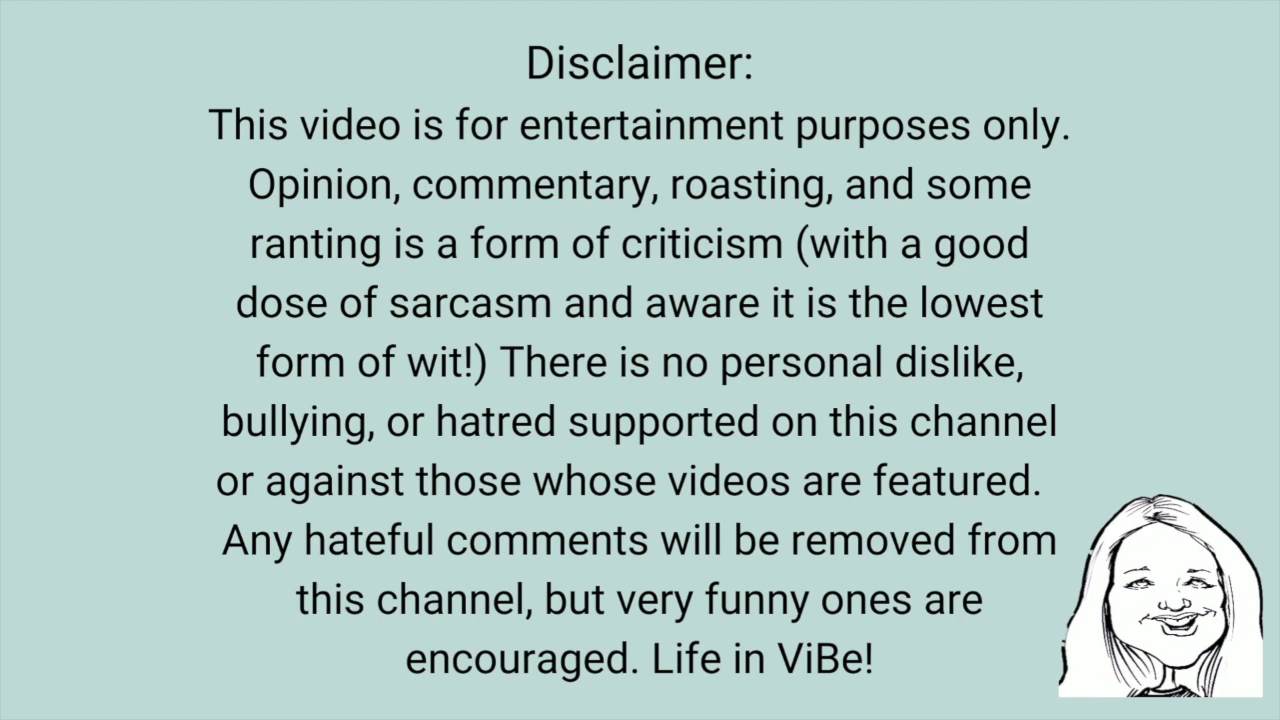 Disclaimer:
This video is for entertainment purposes only.
Opinion, commentary, roasting, and some
ranting is a form of criticism (with a good
dose of sarcasm and aware it is the lowest
form of wit!) There is no personal dislike,
bullying, or hatred supported on this channel
or against those whose videos are featured.
Any hateful comments will be removed from
this channel, but very funny ones are
encouraged. Life in ViBe!